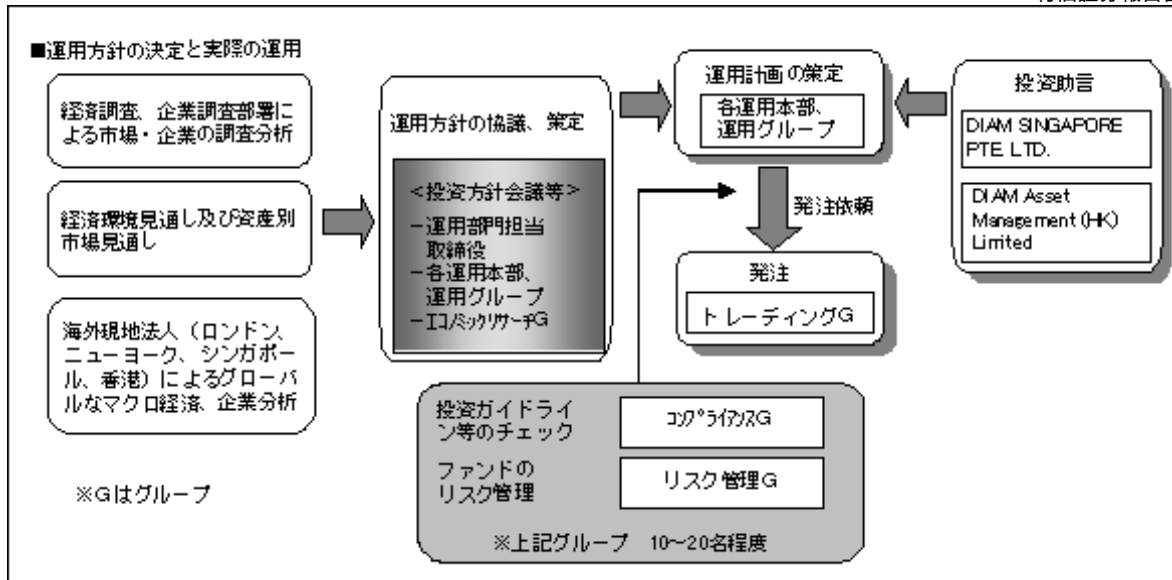 ■運用方針の決定と実際の運用
経済調査、企業調査部署に
よる市場・企業の調査分析
経済環境見通し及び資産別
市場見通し
海外現地法人（ロンドン、
ニューヨーク、シンガポー
ル、香港）によるグローバ
ルなマクロ経済、企業分析
※Gはグループ
運用方針の協議、策定
＜投資方針会議等＞
－運用部門担当
取締役
－各運用本部、
運用グループ
－ｴｺﾉﾐｯｸﾘｻｰﾁG
運用計画の策定
各運用本部、
運用グループ
発注依頼
発注
トレーディングG
投資助言
DIAM SINGAPORE
PTE LTD.
DIAM Asset
Management (HK)
Limited
投資ガイドライ
ン等のチェック
ｺﾝﾌﾟﾗｲｱﾝｽG
ファンドの
リスク管理
リスク管理G
※上記グループ　10～20名程度